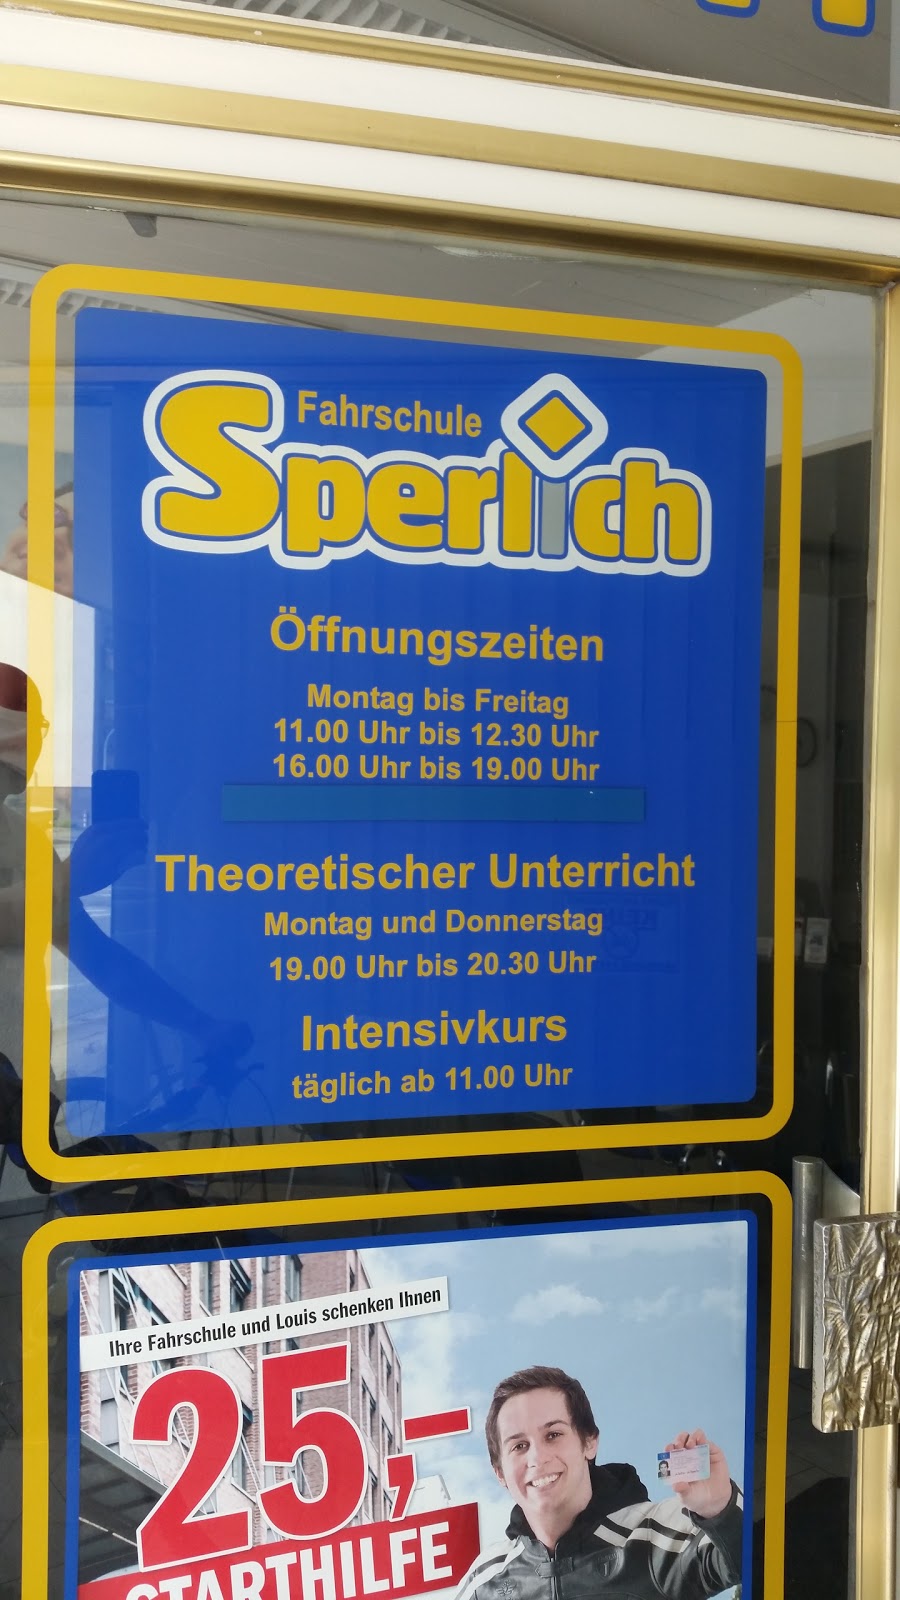 Fahrschule
Sperlich
Öffnungszeiten
Montag bis Freitag
11.00 Uhr bis 12.30 Uhr
16.00 Uhr bis 19.00 Uhr
Theoretischer Unterricht
Montag und Donnerstag
19.00 Uhr bis 20.30 Uhr
Intensivkurs
täglich ab 11.00 Uhr
Ihre Fahrschule und Louis schenken Ihnen
25,-
STARTHILFE